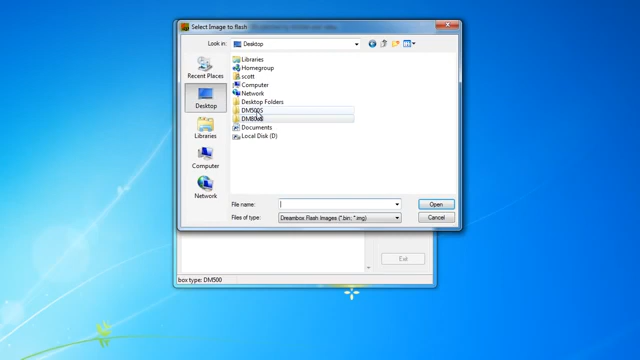 Select Image to flash
Look in:
Desktop
Recent Places
Desktop
Libraries
Computer
Network
Libraries
Homegroup
scott
Computer
Network
Desktop Folders
DM500S
Documents
Local Disk (D)
File name:
Open
Files of type:
Dreambox Flash Images (*.bin; *.img)
Cancel
Exit
box type: DM500